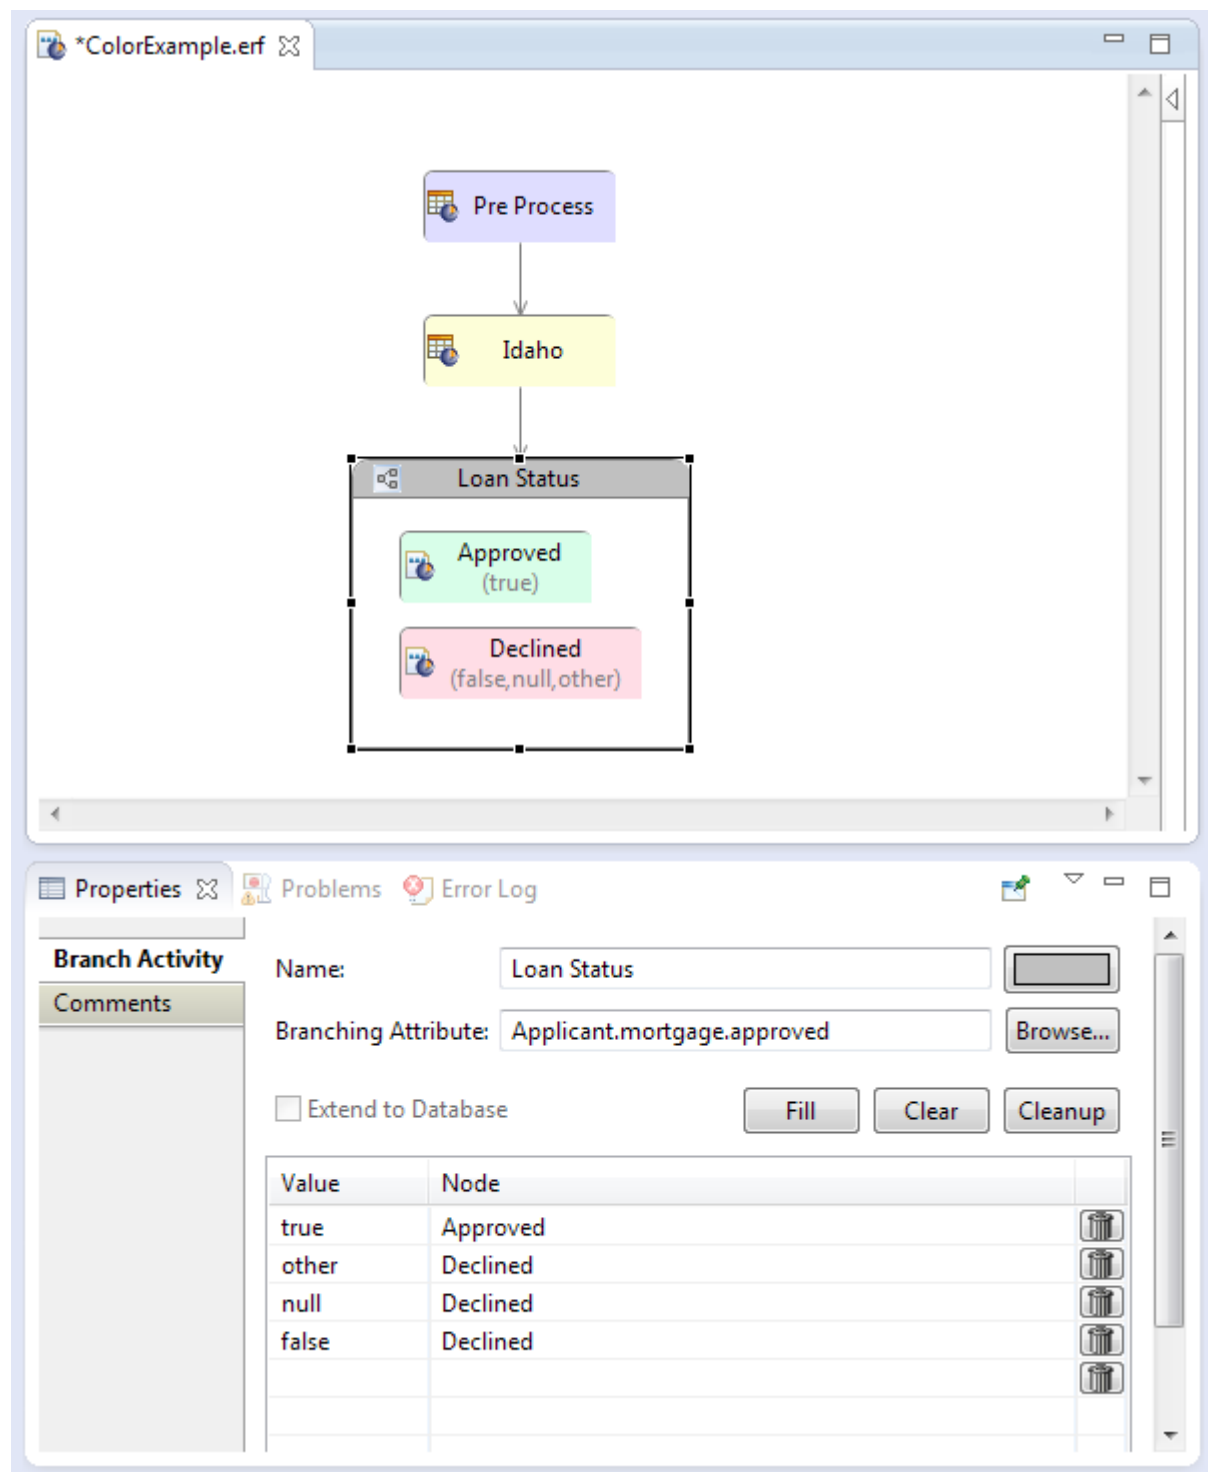 *ColorExample.erf
Pre Process
Idaho
Loan Status
Approved
(true)
Declined
(false,null,other)
Properties Problems Error Log
Branch Activity
Comments
Name: Loan Status
Branching Attribute: Applicant.mortgage.approved Browse...
Extend to Database Fill Clear Cleanup
Value Node
true Approved
other Declined
null Declined
false Declined